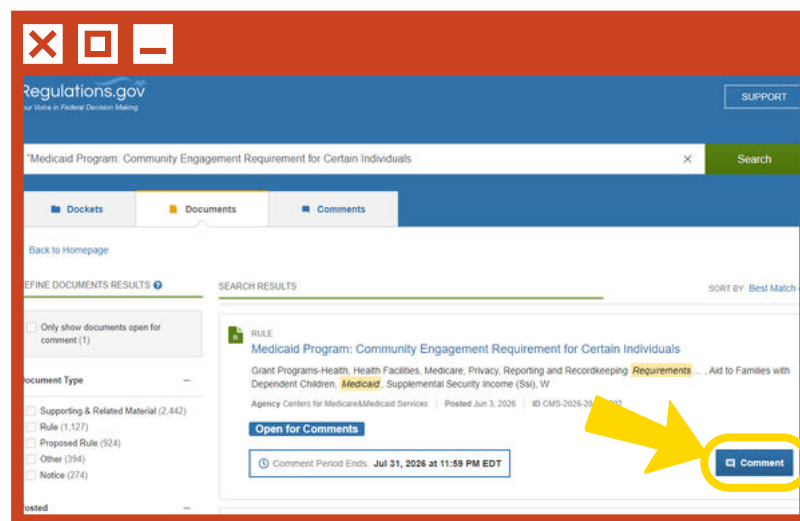 Regulations.gov
ur Voice in Federal Decision Making
SUPPORT
"Medicaid Program: Community Engagement Requirement for Certain Individuals
Search
Dockets
Documents
Comments
Back to Homepage
EFINE DOCUMENTS RESULTS
SEARCH RESULTS
SORT BY Best Match
Only show documents open for
comment (1)
RULE
Medicaid Program: Community Engagement Requirement for Certain Individuals
Grant Programs-Health, Health Facilities, Medicare, Privacy, Reporting and Recordkeeping Requirements... , Aid to Families with
Dependent Children, Medicaid, Supplemental Security Income (Ssi), W
Agency Centers for Medicare&Medicaid Services
Posted Jun 3, 2026
ID CMS-2026-
Document Type
Supporting & Related Material (2,442)
Rule (1,127)
Proposed Rule (924)
Other (394)
Notice (274)
Open for Comments
Comment Period Ends: Jul 31, 2026 at 11:59 PM EDT
Comment
osted